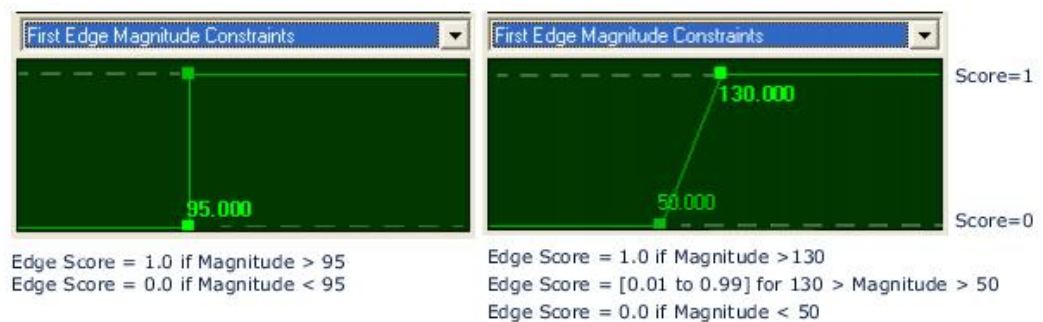 First Edge Magnitude Constraints
95.000
Edge Score = 1.0 if Magnitude > 95
Edge Score = 0.0 if Magnitude < 95
First Edge Magnitude Constraints
130.000
50.000
Score=1
Score=0
Edge Score = 1.0 if Magnitude >130
Edge Score = [0.01 to 0.99] for 130 > Magnitude > 50
Edge Score = 0.0 if Magnitude < 50